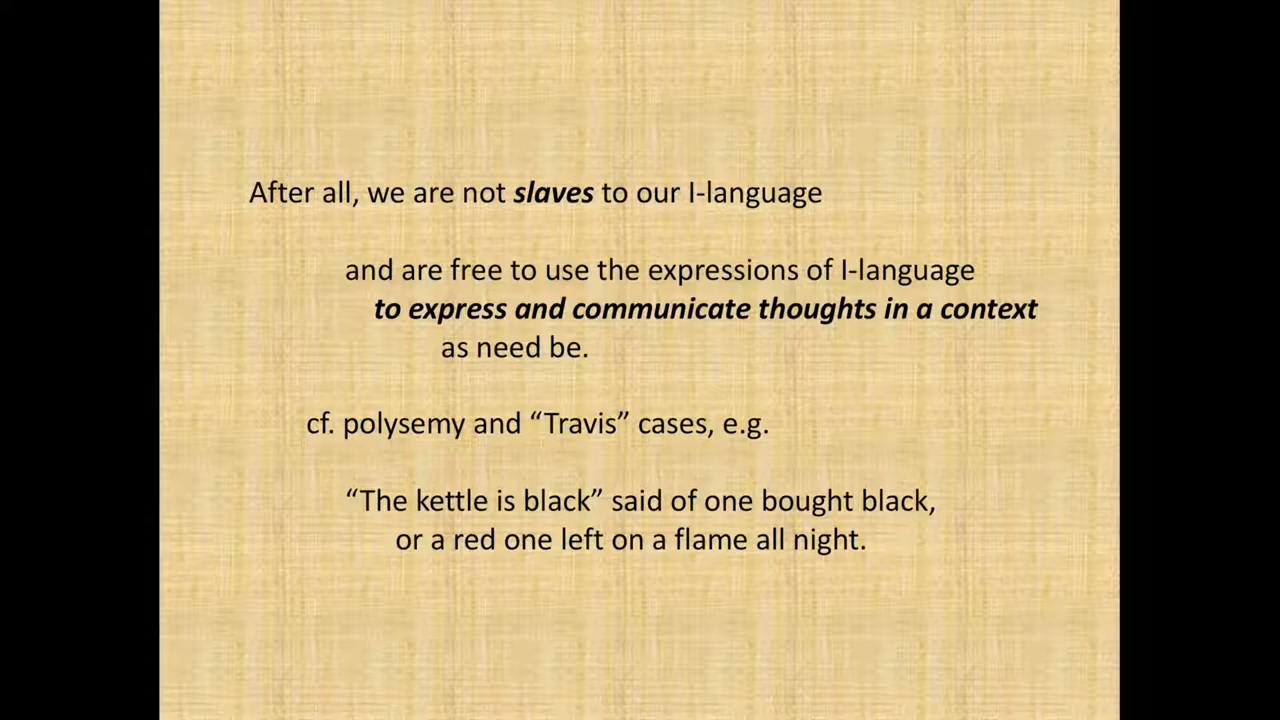 After all, we are not slaves to our I-language
and are free to use the expressions of I-language
to express and communicate thoughts in a context
as need be.
cf. polysemy and “Travis” cases, e.g.
“The kettle is black” said of one bought black,
or a red one left on a flame all night.